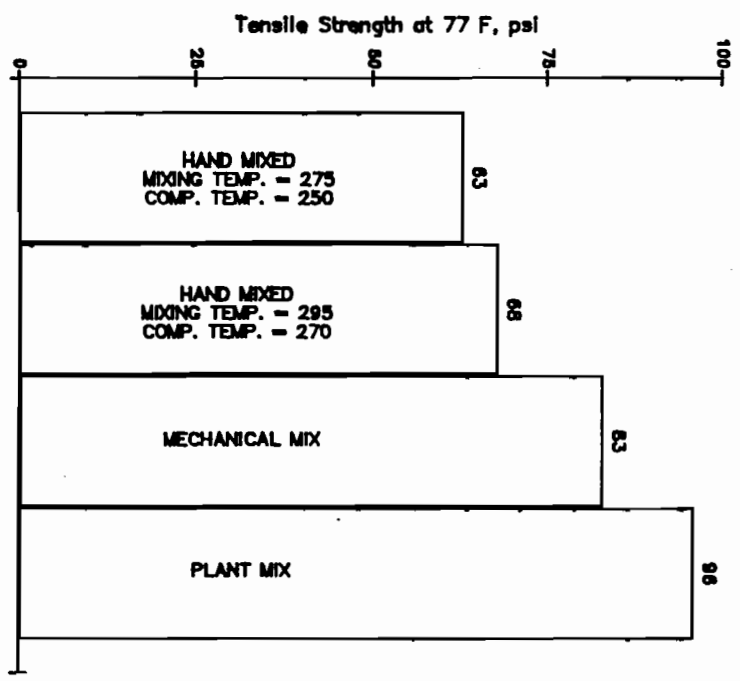 Tensile Strength at 77 F, psi
0
25
50
75
100
HAND MIXED
MIXING TEMP. = 275
COMP. TEMP. = 250
63
HAND MIXED
MIXING TEMP. = 295
COMP. TEMP. = 270
68
MECHANICAL MIX
83
PLANT MIX
96